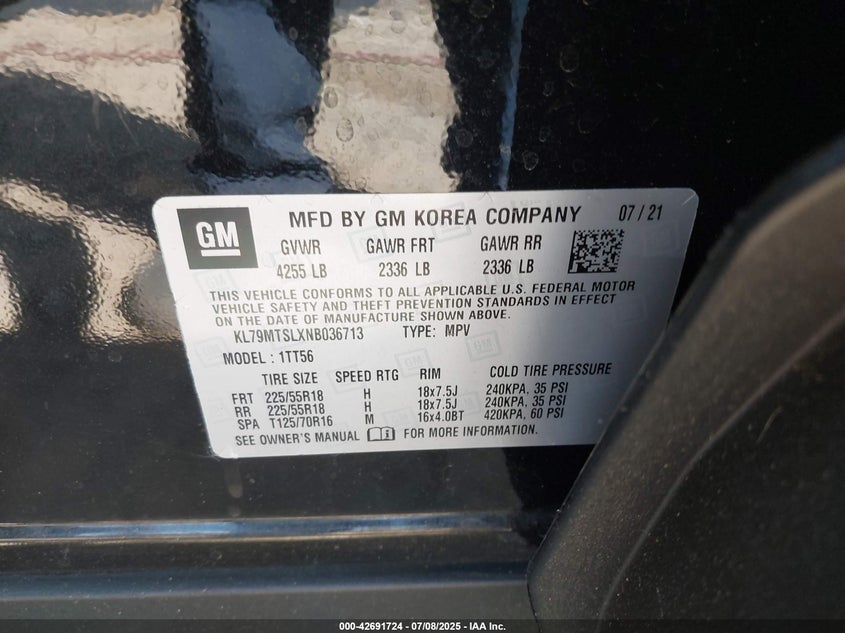 GM
MFD BY GM KOREA COMPANY 07/21
GVWR GAWR FRT GAWR RR
4255 LB 2336 LB 2336 LB
THIS VEHICLE CONFORMS TO ALL APPLICABLE U.S. FEDERAL MOTOR
VEHICLE SAFETY AND THEFT PREVENTION STANDARDS IN EFFECT
ON THE DATE OF MANUFACTURE SHOWN ABOVE.
KL79MTSLXNB036713 TYPE: MPV
MODEL : 1TT56
TIRE SIZE SPEED RTG RIM COLD TIRE PRESSURE
FRT 225/55R18 H 18x7.5J 240KPA, 35 PSI
RR 225/55R18 H 18x7.5J 240KPA, 35 PSI
SPA T125/70R16 M 16x4.0BT 420KPA, 60 PSI
SEE OWNER'S MANUAL FOR MORE INFORMATION.
000-42691724 | 07/08/2025 | IAA Inc.